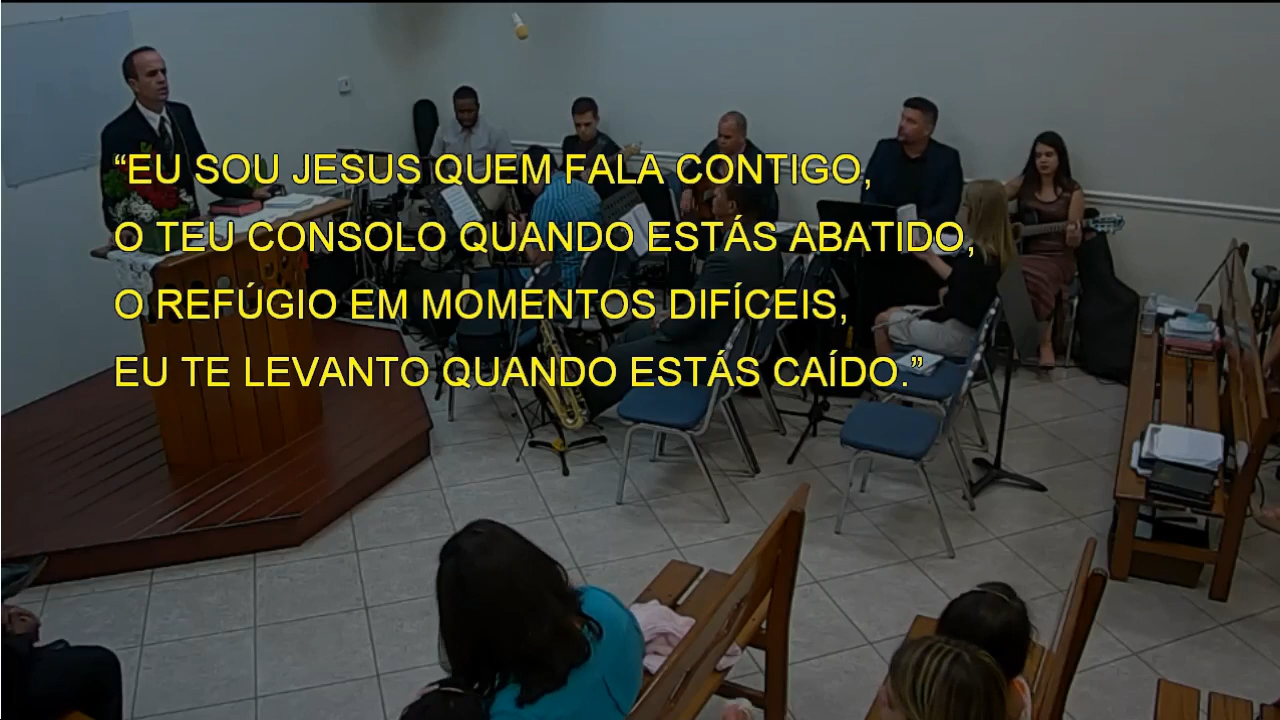 “EU SOU JESUS QUEM FALA CONTIGO,
O TEU CONSOLO QUANDO ESTÁS ABATIDO,
O REFÚGIO EM MOMENTOS DIFÍCEIS,
EU TE LEVANTO QUANDO ESTÁS CAÍDO.”